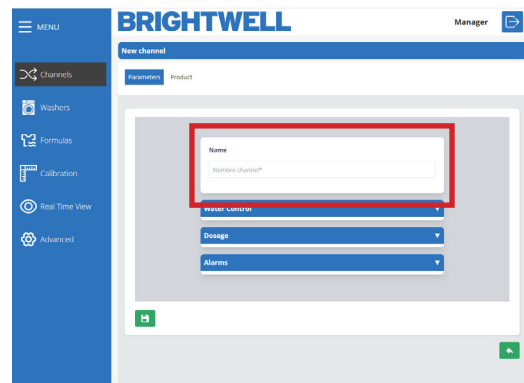 MENU
BRIGHTWELL
Manager
New channel
Channels
Parameters Product
Washers
Formulas
Name
Calibration
Nombre channel*
Real Time View
Water Control
Dosage
Advanced
Alarms